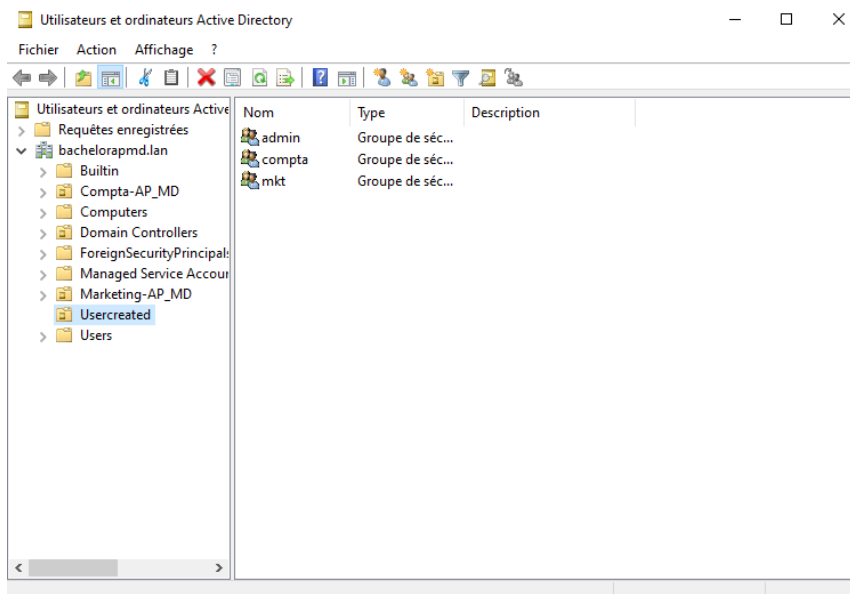 Utilisateurs et ordinateurs Active Directory
Fichier Action Affichage ?
Utilisateurs et ordinateurs Active
Requêtes enregistrées
bachelorapmd.lan
Builtin
Compta-AP_MD
Computers
Domain Controllers
ForeignSecurityPrincipals
Managed Service Accour
Marketing-AP_MD
Usercreated
Users
Nom Type Description
admin Groupe de séc...
compta Groupe de séc...
mkt Groupe de séc...